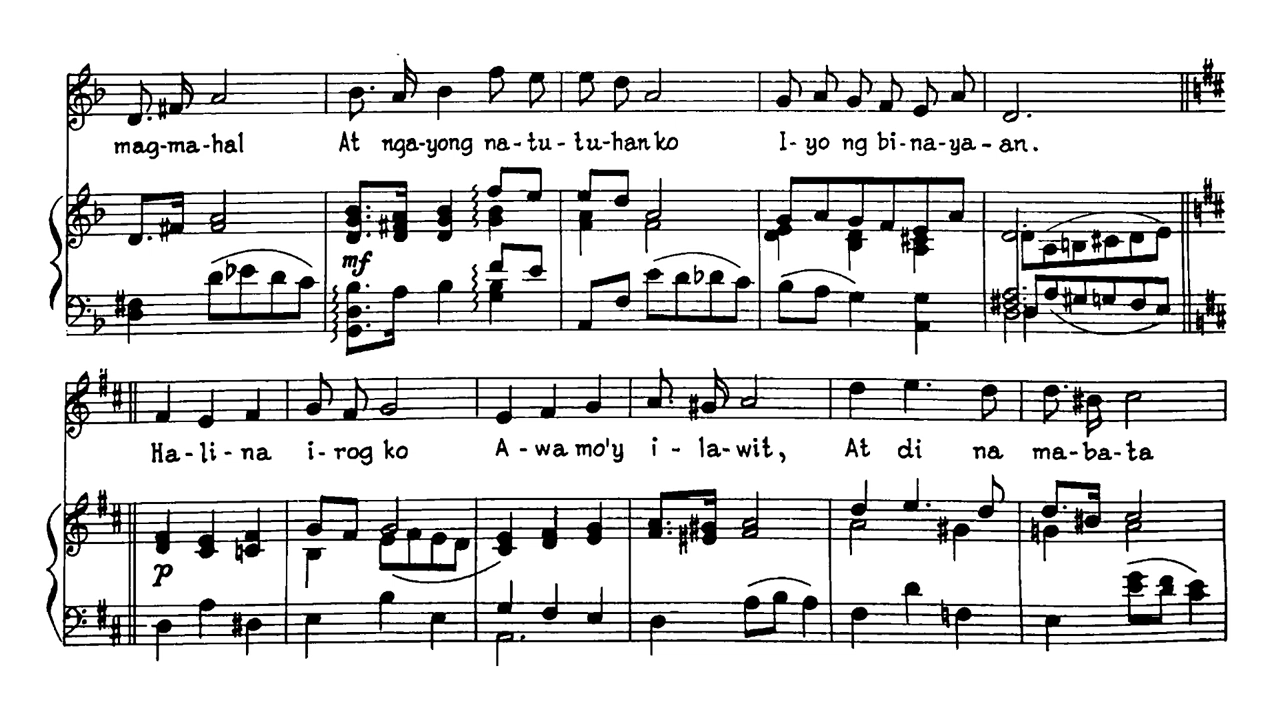 mag-ma-hal At nga-yong na-tu-tu-han ko I-yo ng bi-na-ya-an.
mf
Ha-li-na i-rog ko A-wa mo'y i-la-wit, At di na ma-ba-ta
p